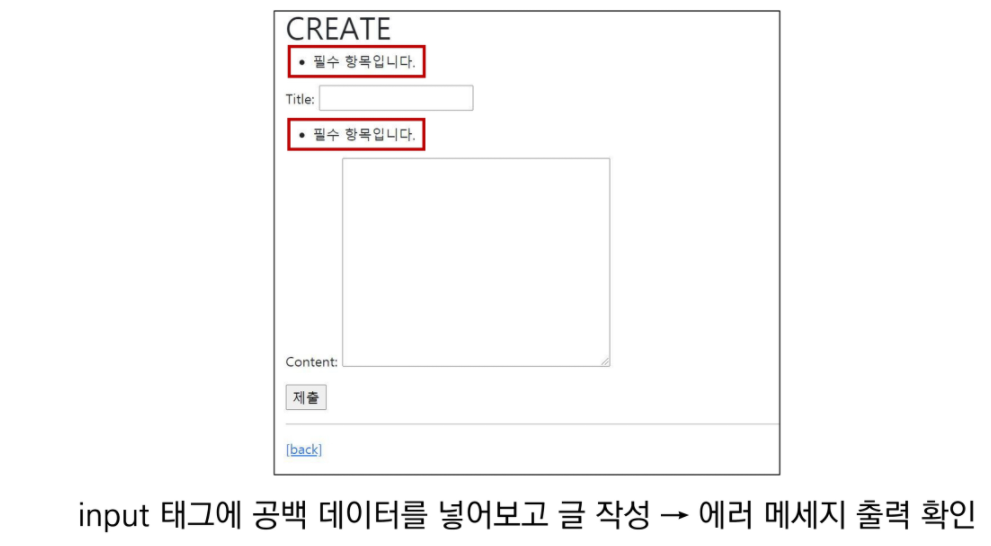 CREATE
• 필수 항목입니다.
Title:
• 필수 항목입니다.
Content:
제출
[back]
input 태그에 공백 데이터를 넣어보고 글 작성 → 에러 메세지 출력 확인